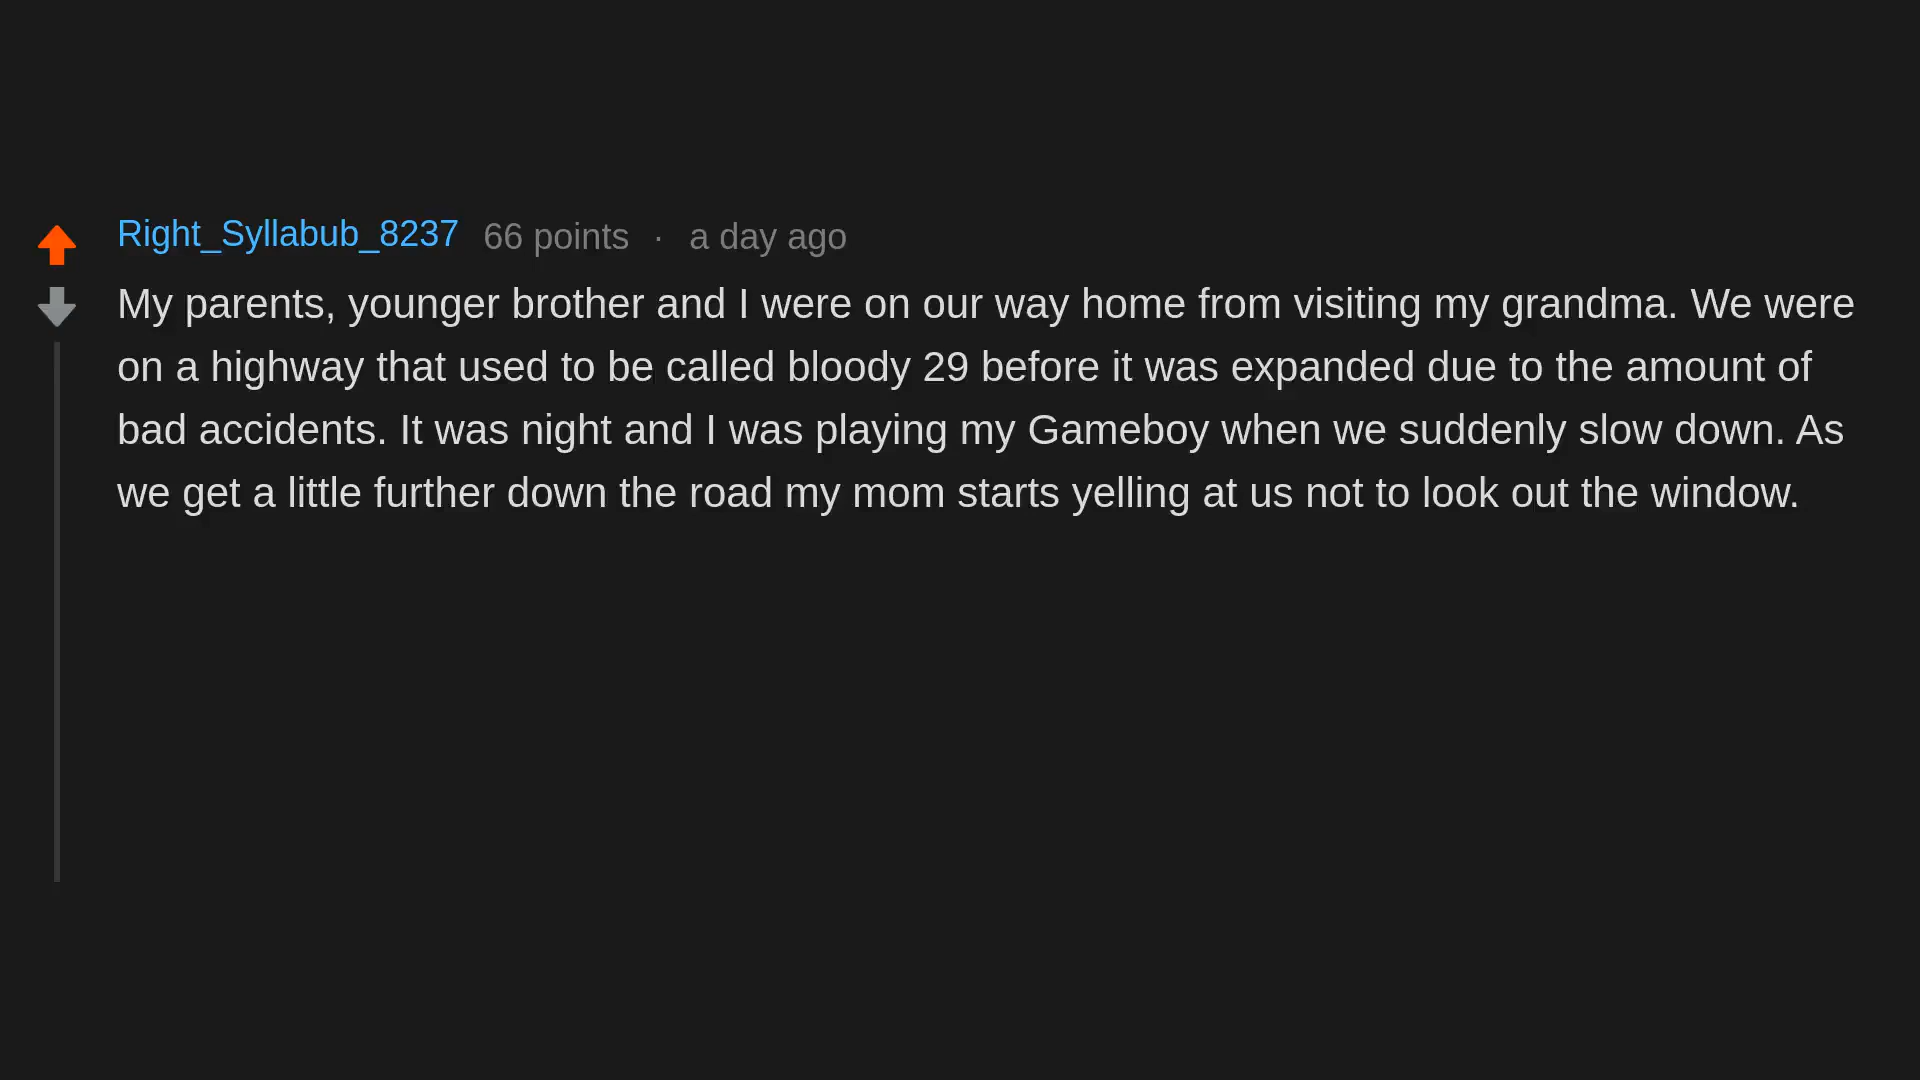 Right_Syllabub_8237 66 points · a day ago
My parents, younger brother and I were on our way home from visiting my grandma. We were
on a highway that used to be called bloody 29 before it was expanded due to the amount of
bad accidents. It was night and I was playing my Gameboy when we suddenly slow down. As
we get a little further down the road my mom starts yelling at us not to look out the window.